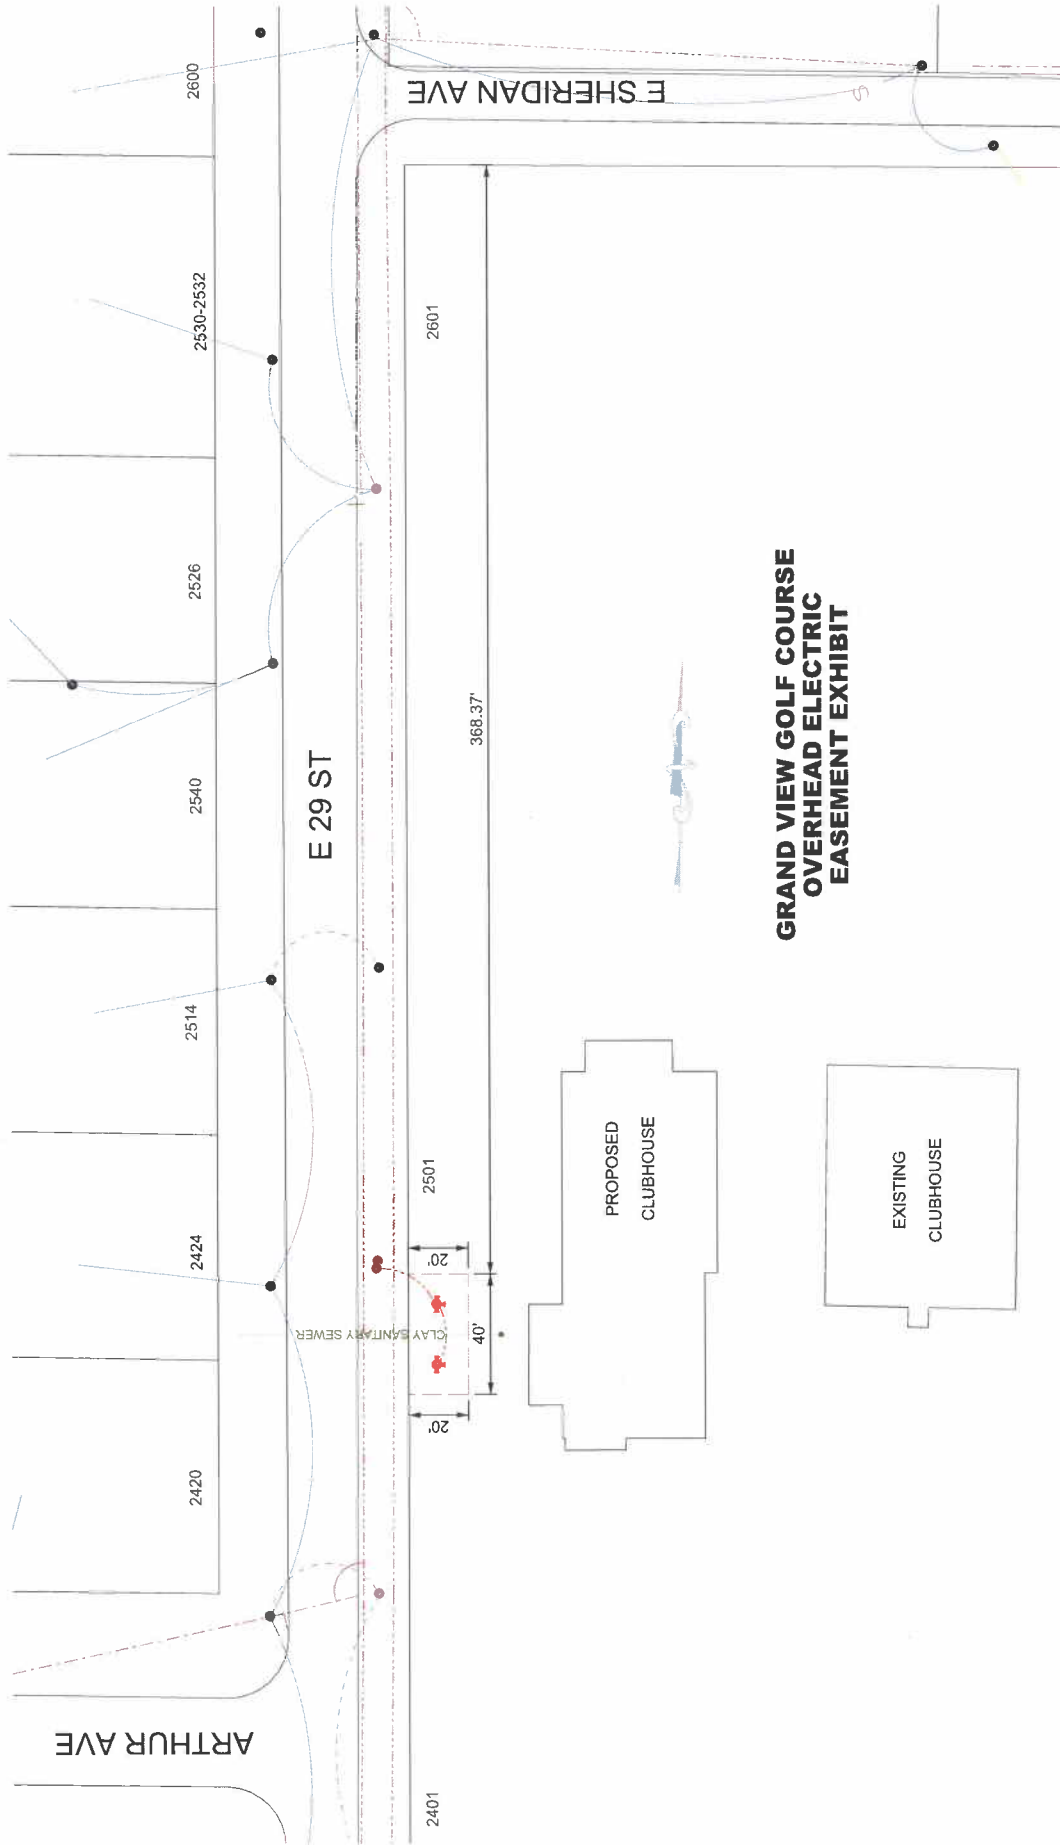 GRAND VIEW GOLF COURSE
OVERHEAD ELECTRIC
EASEMENT EXHIBIT
ARTHUR AVE
E 29 ST
E SHERIDAN AVE
2420
2424
2514
2540
2526
2530-2532
2600
2401
2501
2601
CLAY SANITARY SEWER
20'
20'
40'
368.37'
PROPOSED
CLUBHOUSE
EXISTING
CLUBHOUSE
S